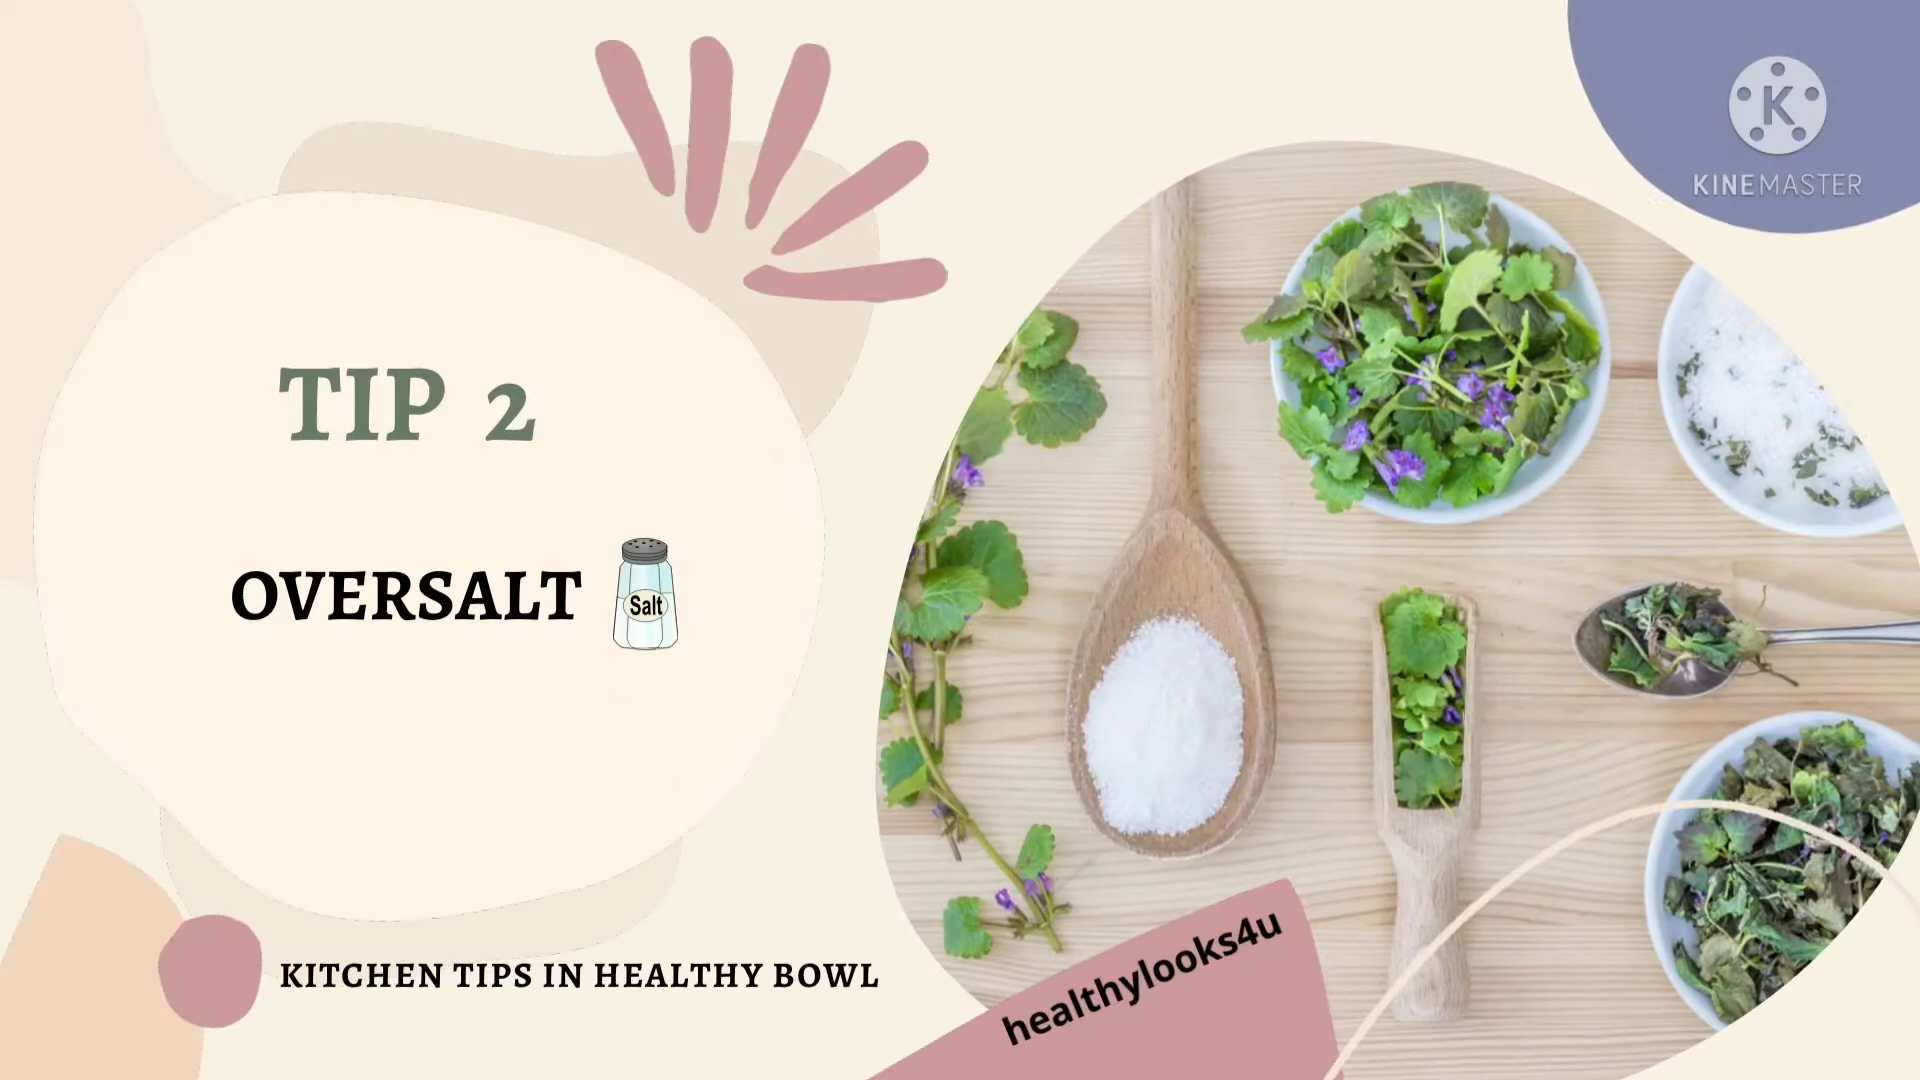 KINEMASTER
TIP 2
OVERSALT
Salt
KITCHEN TIPS IN HEALTHY BOWL
healthylooks4u